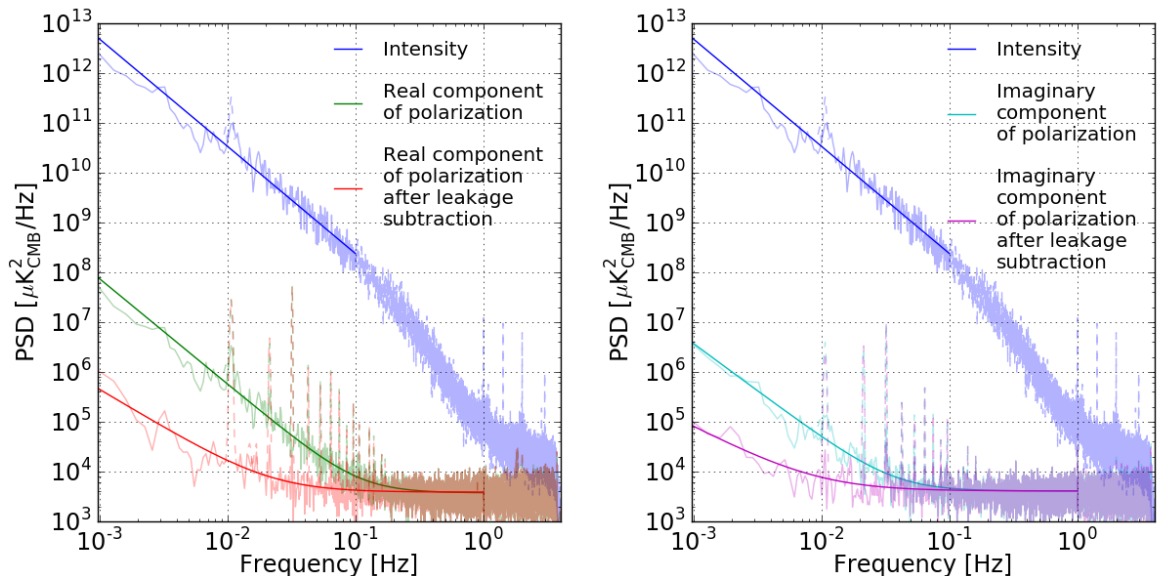 10^13
10^12
10^11
10^10
10^9
10^8
10^7
10^6
10^5
10^4
10^3
PSD [μK²_CMB/Hz]
Intensity
Real component
of polarization
Real component
of polarization
after leakage
subtraction
10^-3
10^-2
10^-1
10^0
Frequency [Hz]
10^13
10^12
10^11
10^10
10^9
10^8
10^7
10^6
10^5
10^4
10^3
PSD [μK²_CMB/Hz]
Intensity
Imaginary
component
of polarization
Imaginary
component
of polarization
after leakage
subtraction
10^-3
10^-2
10^-1
10^0
Frequency [Hz]